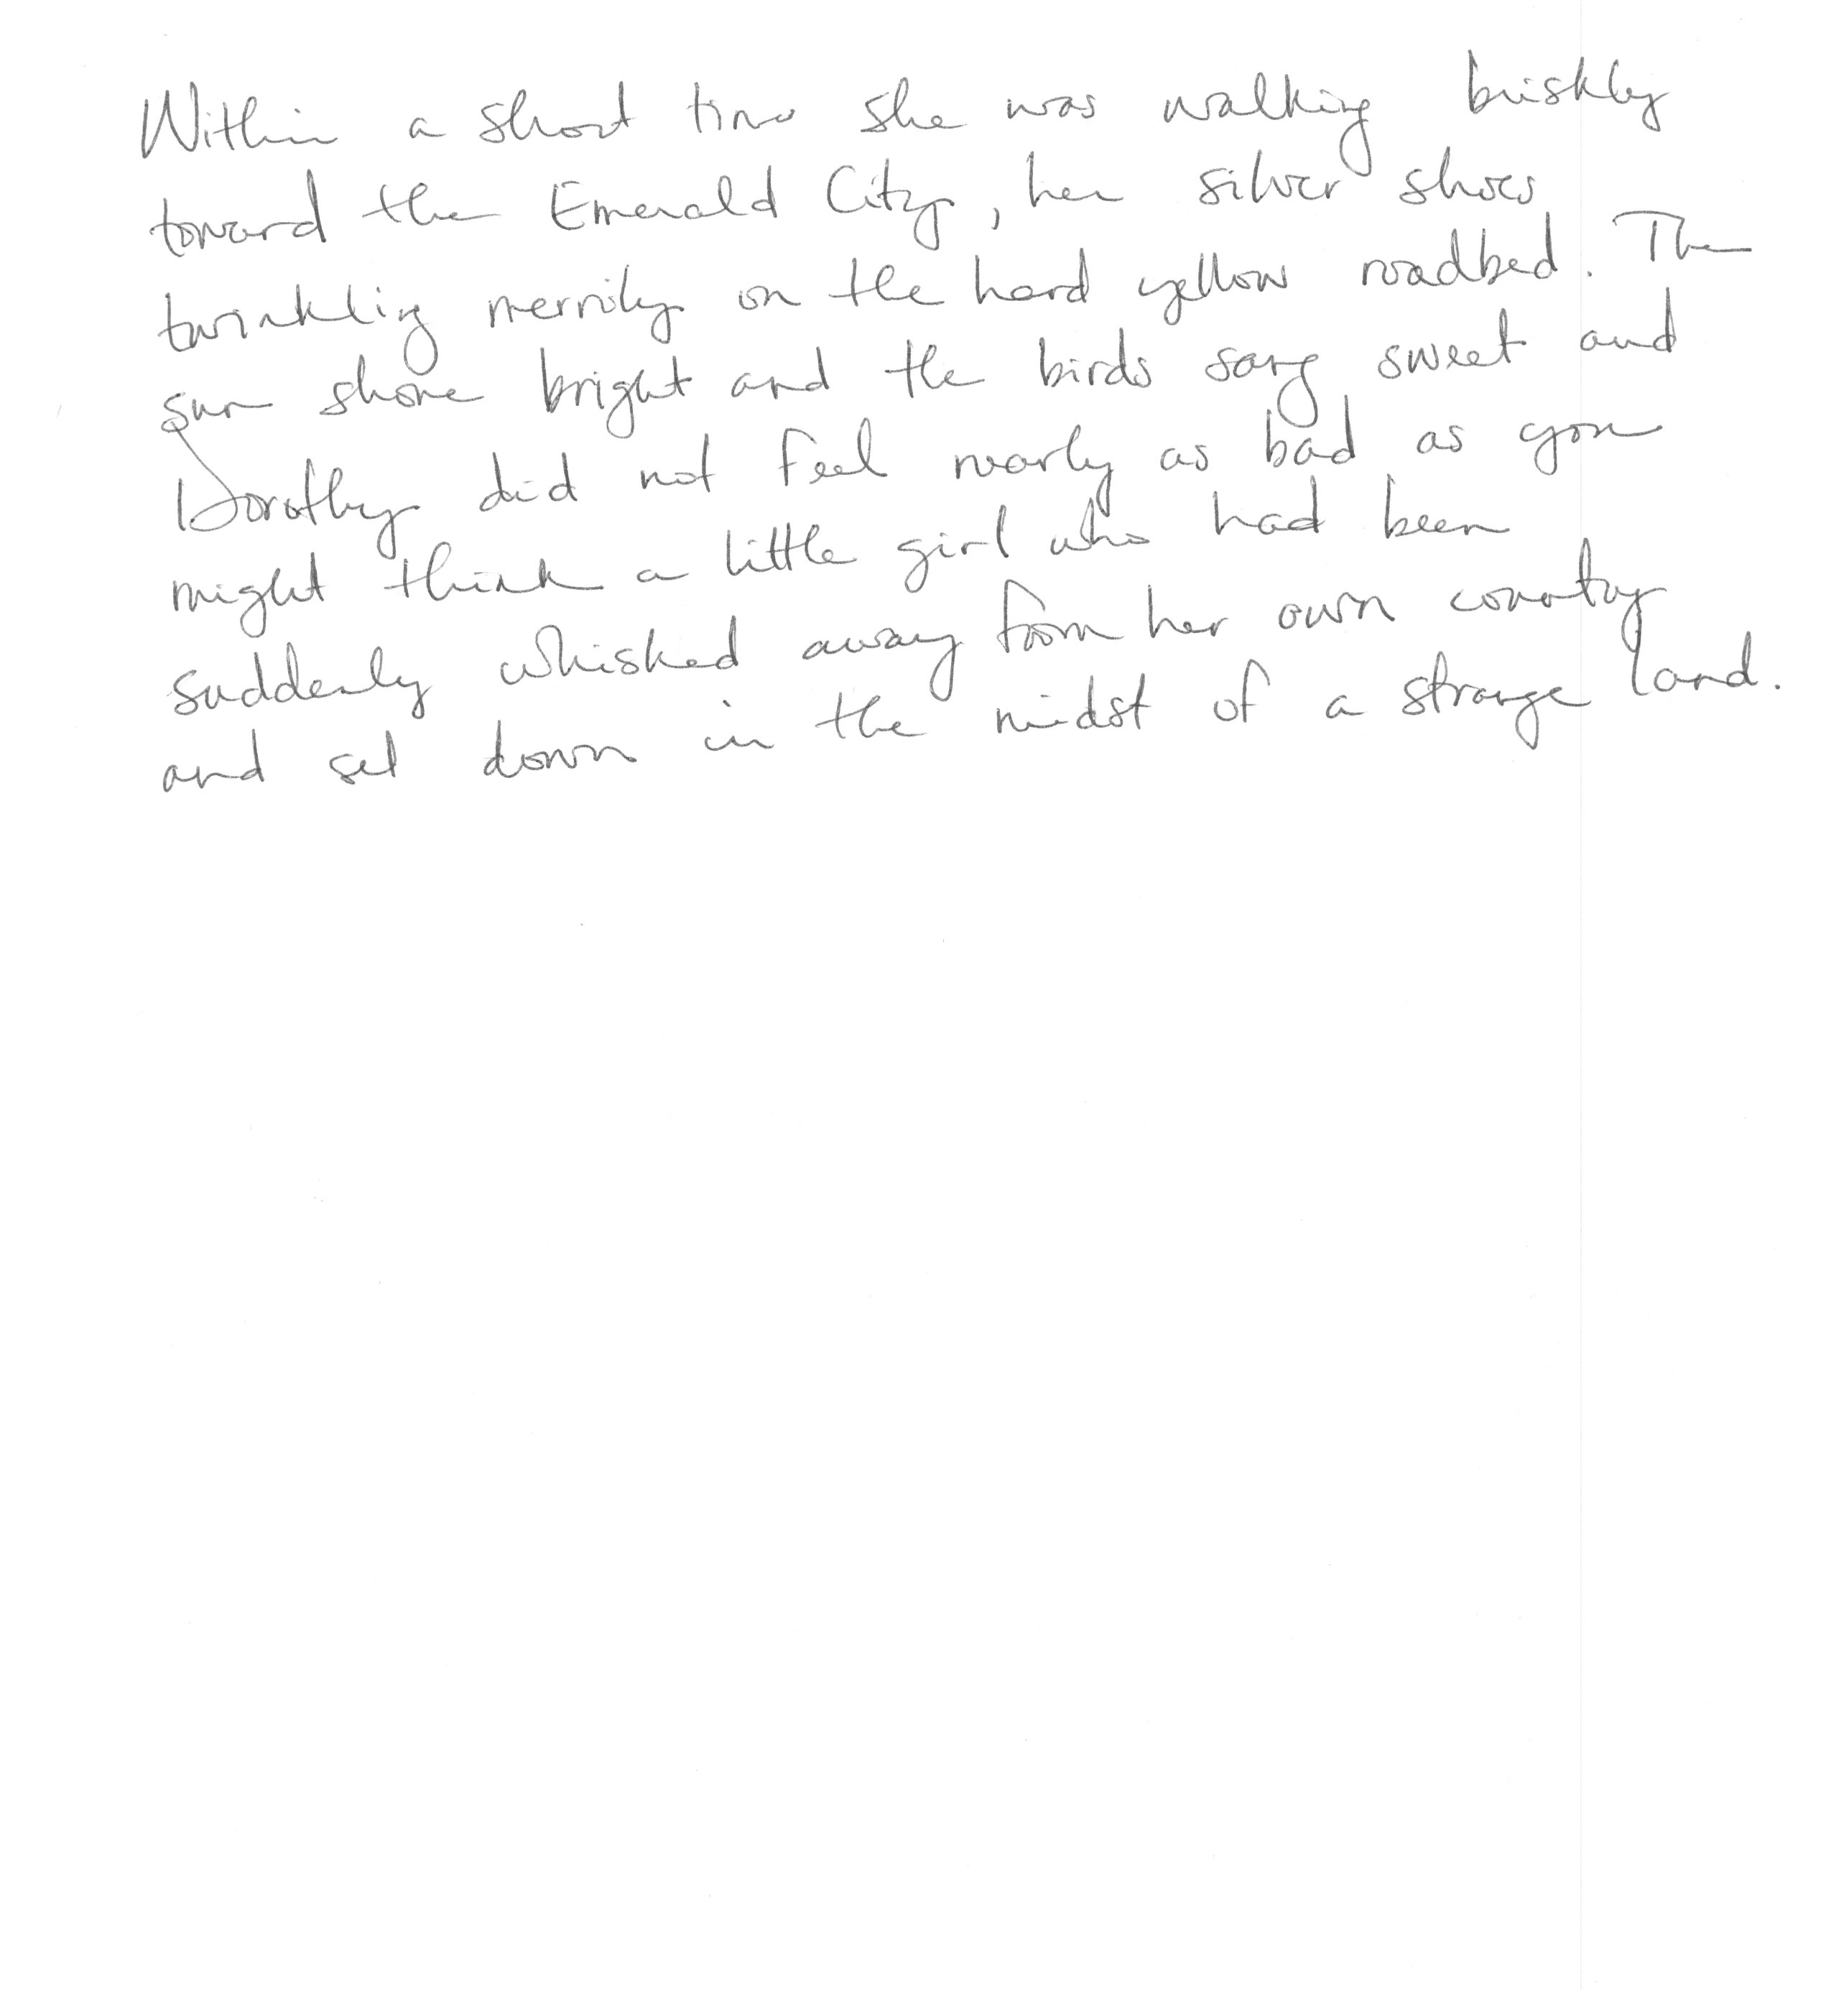 Within a short time she was walking briskly
toward the Emerald City, her silver shoes
twinkling merrily on the hard yellow roadbed. The
sun shone bright and the birds sang sweet and
Dorothy did not feel nearly as bad as you
might think a little girl who had been
suddenly whisked away from her own country
and set down in the midst of a strange land.